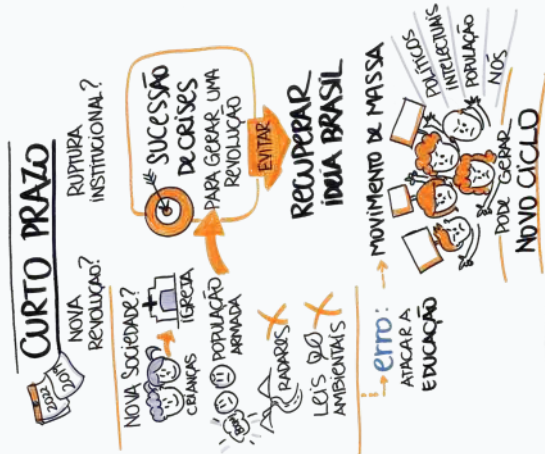 2022
2019
CURTO PRAZO
NOVA
REVOLUÇÃO?
RUPTURA
INSTITUCIONAL?
NOVA SOCIEDADE?
CRIANÇAS
IGREJA
BOOM
POPULAÇÃO
ARMADA
RADARES
LEIS
AMBIENTAIS
SUCESSÃO
DE CRISES
PARA GERAR UMA
REVOLUÇÃO
EVITAR
RECUPERAR
IDEIA BRASIL
erro:
ATACAR A
EDUCAÇÃO
MOVIMENTO DE MASSA
POLÍTICOS
INTELECTUAIS
POPULAÇÃO
NÓS
PODE GERAR
NOVO CICLO